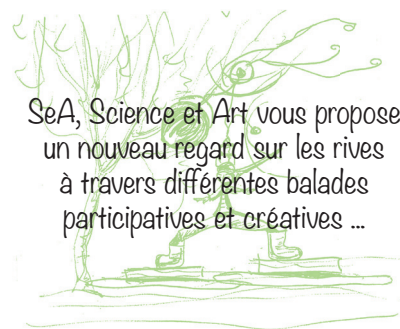 SeA, Science et Art vous propose
un nouveau regard sur les rives
à travers différentes balades
participatives et créatives ...